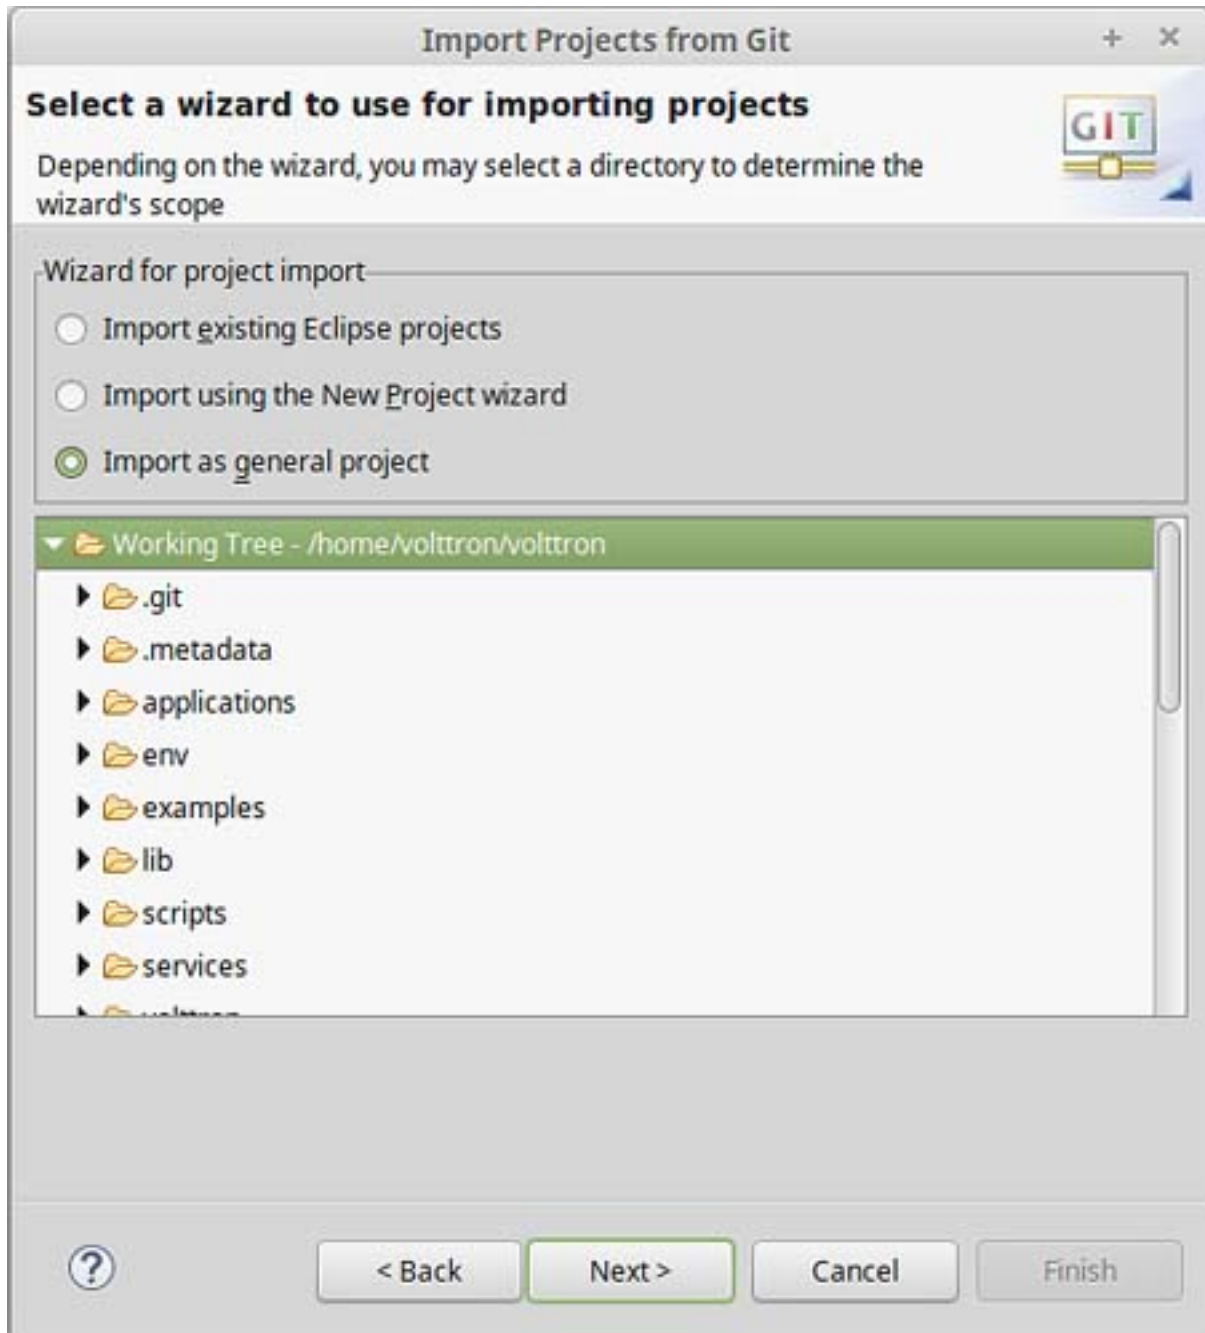 Import Projects from Git
Select a wizard to use for importing projects
GIT
Depending on the wizard, you may select a directory to determine the
wizard's scope
Wizard for project import
Import existing Eclipse projects
Import using the New Project wizard
Import as general project
Working Tree - /home/volttron/volttron
.git
.metadata
applications
env
examples
lib
scripts
services
volttron
?
< Back
Next >
Cancel
Finish